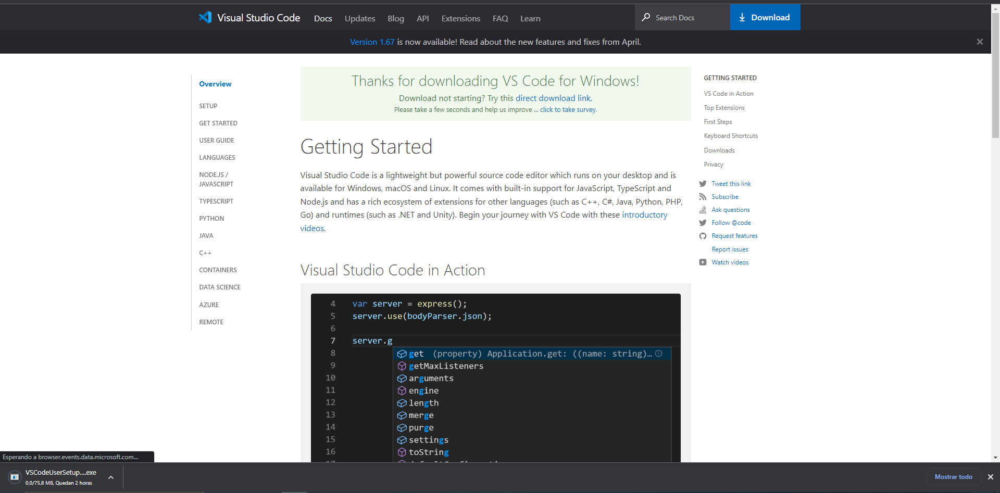 Visual Studio Code Docs Updates Blog API Extensions FAQ Learn Search Docs Download
Version 1.67 is now available! Read about the new features and fixes from April.
Overview
SETUP
GET STARTED
USER GUIDE
LANGUAGES
NODE.JS /
JAVASCRIPT
TYPESCRIPT
PYTHON
JAVA
C++
CONTAINERS
DATA SCIENCE
AZURE
REMOTE
Thanks for downloading VS Code for Windows!
Download not starting? Try this direct download link.
Please take a few seconds and help us improve ... click to take survey.
Getting Started
Visual Studio Code is a lightweight but powerful source code editor which runs on your desktop and is
available for Windows, macOS and Linux. It comes with built-in support for JavaScript, TypeScript and
Node.js and has a rich ecosystem of extensions for other languages (such as C++, C#, Java, Python, PHP,
Go) and runtimes (such as .NET and Unity). Begin your journey with VS Code with these introductory
videos.
Visual Studio Code in Action
4 var server = express();
5 server.use(bodyParser.json);
6
7 server.g
8 get (property) Application.get: ((name: string)…
9 getMaxListeners
10 arguments
11 engine
12 length
13 merge
14 purge
15 settings
16 toString
GETTING STARTED
VS Code in Action
Top Extensions
First Steps
Keyboard Shortcuts
Downloads
Privacy
Tweet this link
Subscribe
Ask questions
Follow @code
Request features
Report issues
Watch videos
Esperando a browser.events.data.microsoft.com...
VSCodeUserSetup....exe
0,0/75,8 MB, Quedan 2 horas
Mostrar todo